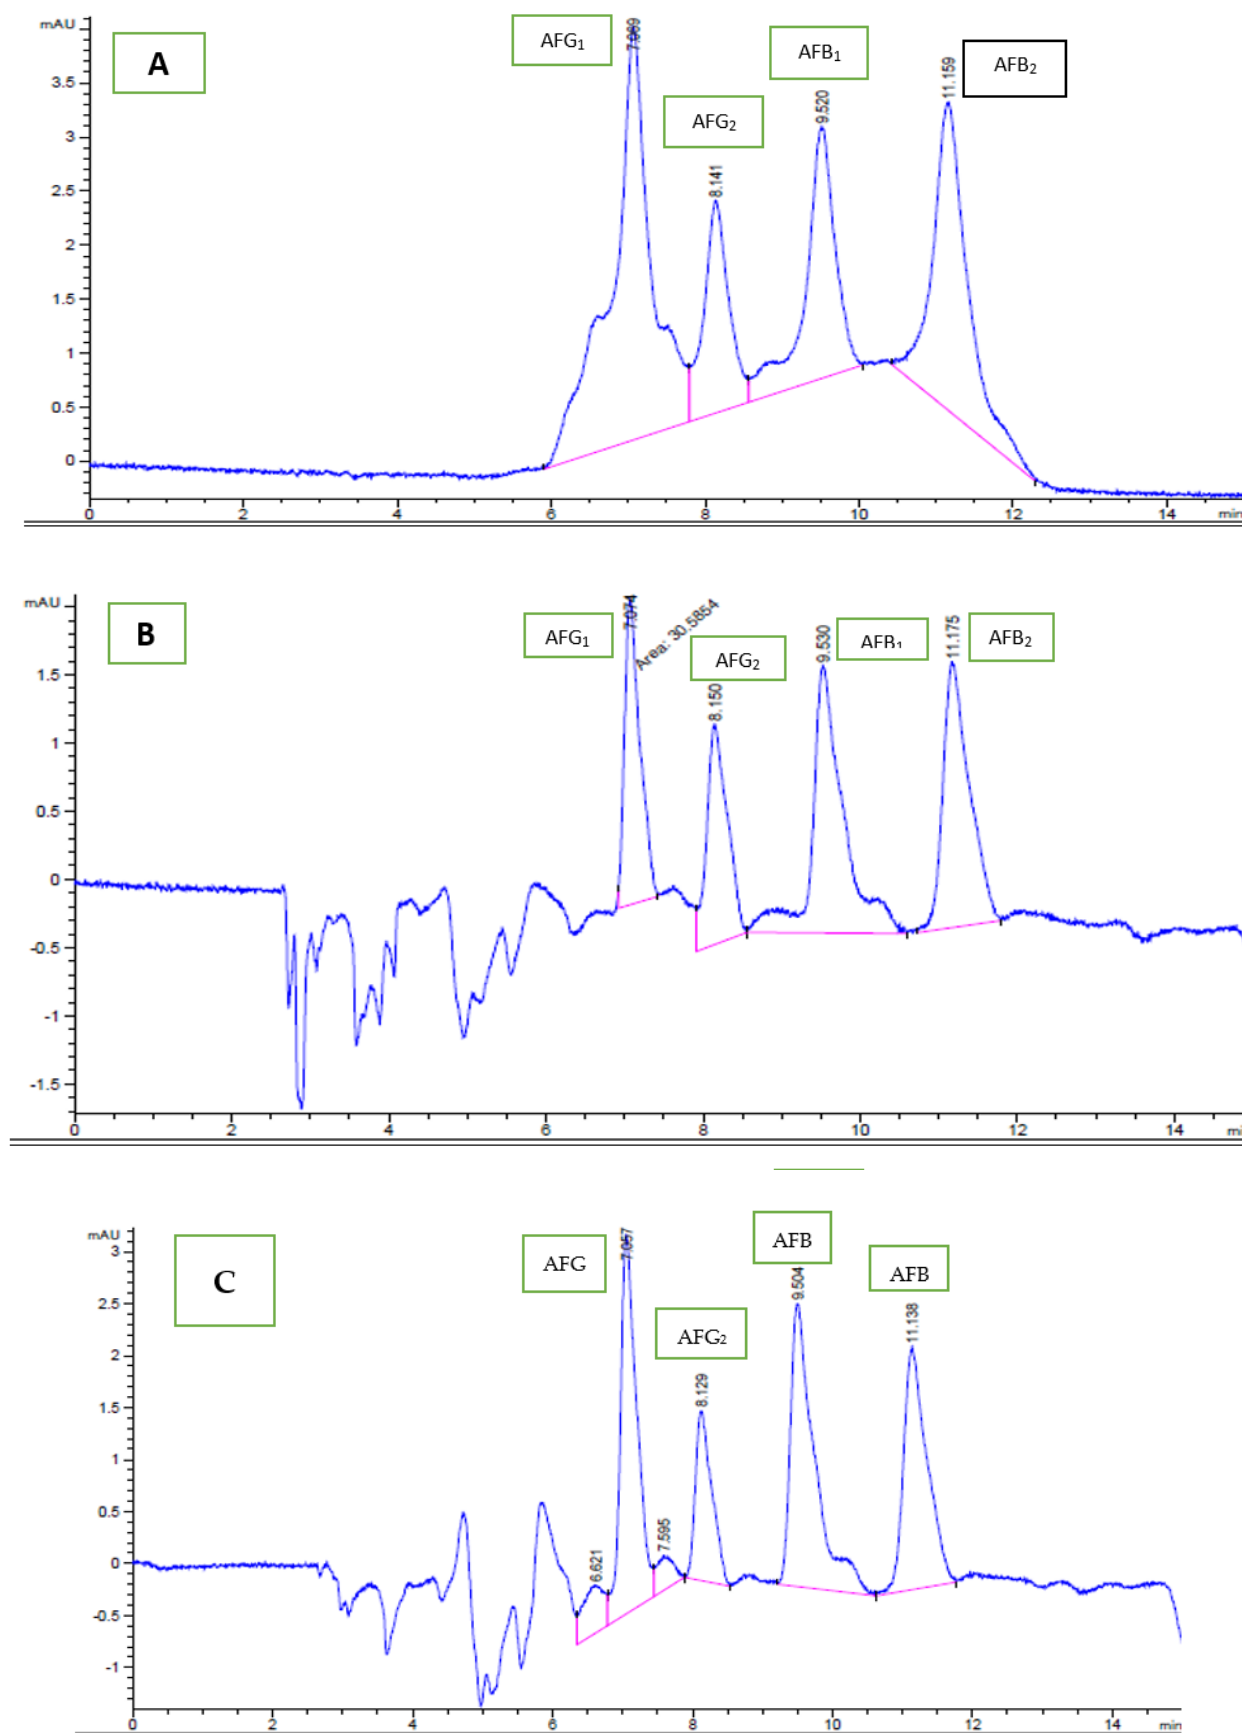 mAU
A
AFG₁
7.069
AFG₂
8.141
AFB₁
9.520
11.159
AFB₂
3.5
3
2.5
2
1.5
1
0.5
0
0 2 4 6 8 10 12 14 min
mAU
B
AFG₁
7.074
Area: 30.5854
AFG₂
8.150
AFB₁
9.530
11.175
AFB₂
1.5
1
0.5
0
-0.5
-1
-1.5
0 2 4 6 8 10 12 14 mi
mAU
C
AFG
7.057
AFG₂
8.129
AFB
9.504
AFB
11.138
6.621
7.595
3
2.5
2
1.5
1
0.5
0
-0.5
-1
0 2 4 6 8 10 12 14 min